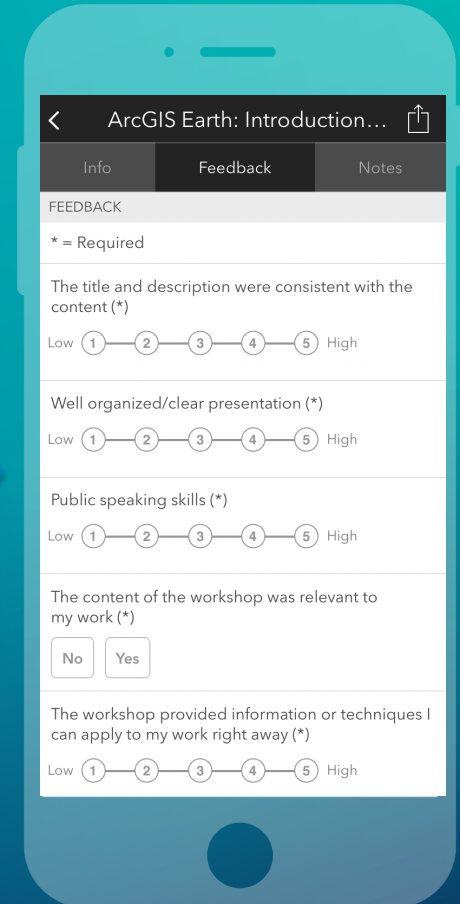 ArcGIS Earth: Introduction...
Info Feedback Notes
FEEDBACK
* = Required
The title and description were consistent with the
content (*)
Low 1 2 3 4 5 High
Well organized/clear presentation (*)
Low 1 2 3 4 5 High
Public speaking skills (*)
Low 1 2 3 4 5 High
The content of the workshop was relevant to
my work (*)
No Yes
The workshop provided information or techniques I
can apply to my work right away (*)
Low 1 2 3 4 5 High